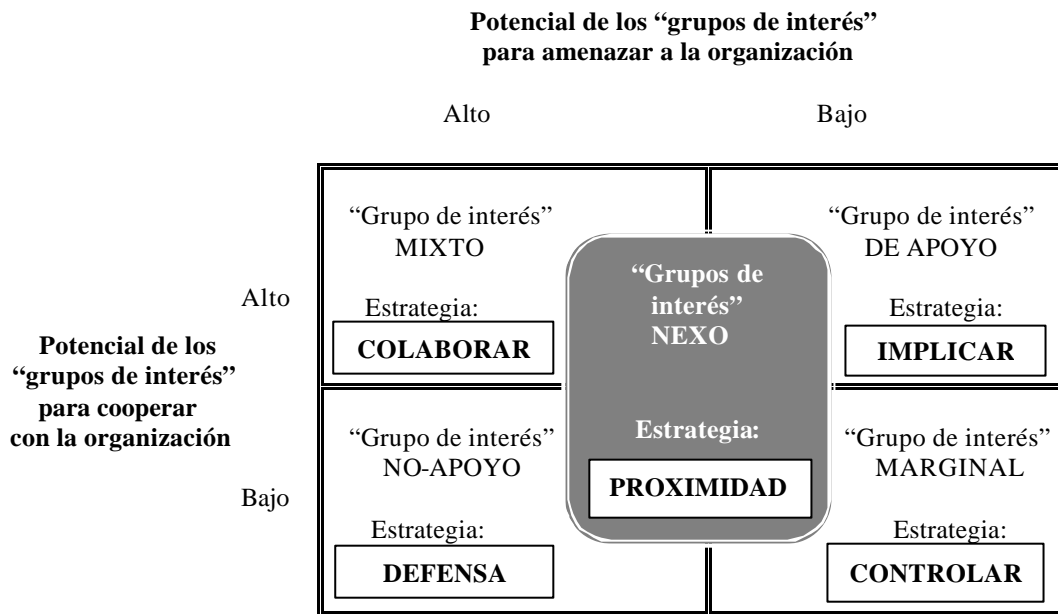 Potencial de los “grupos de interés”
para amenazar a la organización
Alto
Bajo
“Grupo de interés”
MIXTO
Estrategia:
COLABORAR
“Grupos de
interés”
NEXO
Estrategia:
PROXIMIDAD
“Grupo de interés”
DE APOYO
Estrategia:
IMPLICAR
Alto
Potencial de los
“grupos de interés”
para cooperar
con la organización
Bajo
“Grupo de interés”
NO-APOYO
Estrategia:
DEFENSA
“Grupo de interés”
MARGINAL
Estrategia:
CONTROLAR